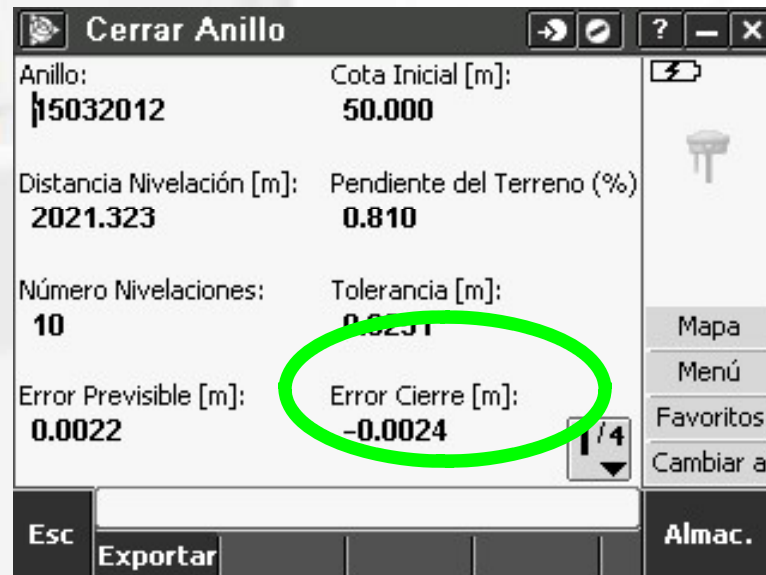 Cerrar Anillo
?
Anillo:
15032012
Cota Inicial [m]:
50.000
Distancia Nivelación [m]:
2021.323
Pendiente del Terreno (%)
0.810
Número Nivelaciones:
10
Tolerancia [m]:
Error Previsible [m]:
0.0022
Error Cierre [m]:
-0.0024
1/4
Mapa
Menú
Favoritos
Cambiar a
Esc
Exportar
Almac.